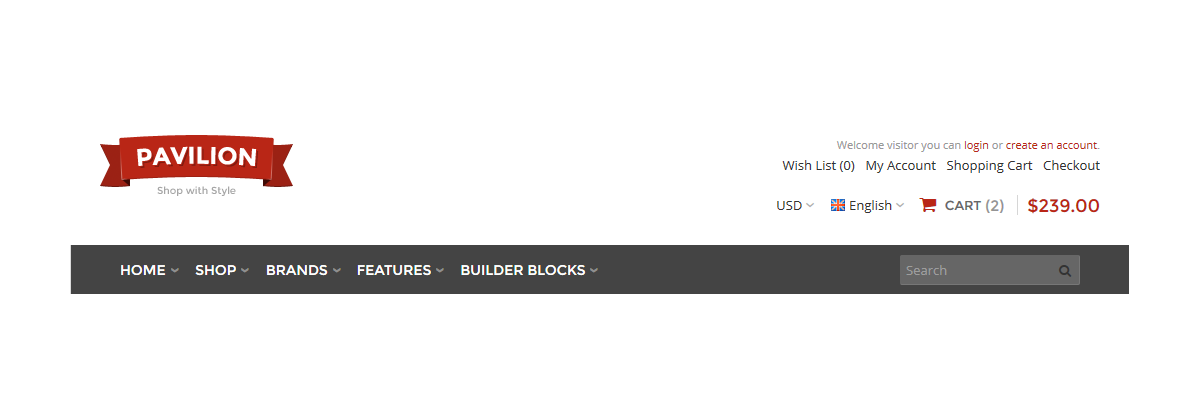 PAVILION
Shop with Style
Welcome visitor you can login or create an account.
Wish List (0) My Account Shopping Cart Checkout
USD English CART (2) $239.00
HOME SHOP BRANDS FEATURES BUILDER BLOCKS Search